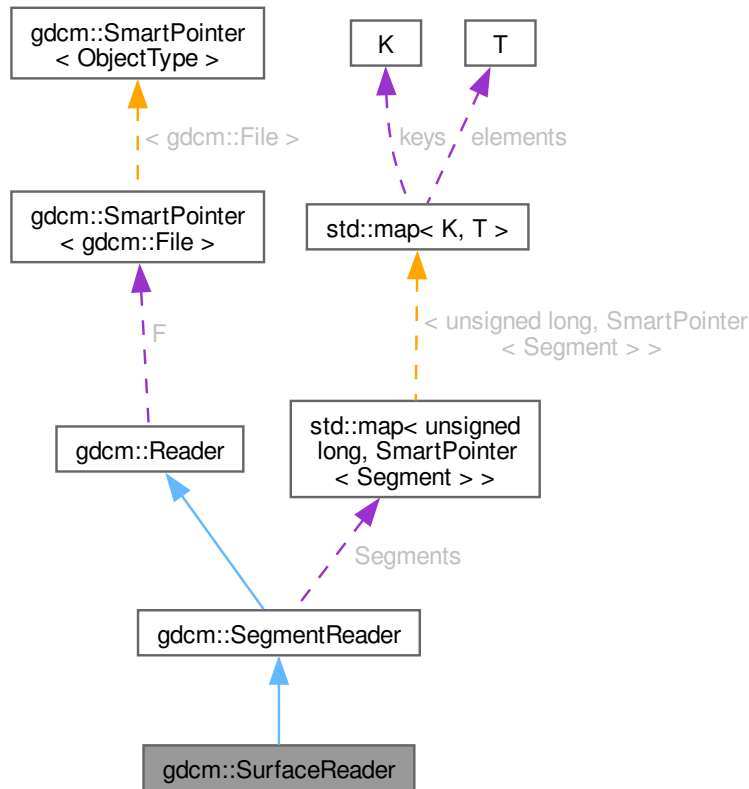 gdcm::SmartPointer
< ObjectType >
K
T
< gdcm::File >
keys
elements
gdcm::SmartPointer
< gdcm::File >
std::map< K, T >
F
< unsigned long, SmartPointer
< Segment > >
gdcm::Reader
std::map< unsigned
long, SmartPointer
< Segment > >
Segments
gdcm::SegmentReader
gdcm::SurfaceReader